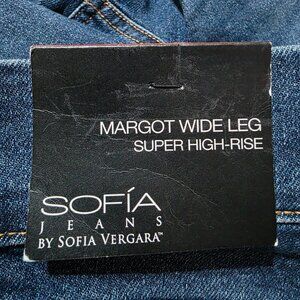 MARGOT WIDE LEG
SUPER HIGH-RISE
SOFÍA
JEANS
BY SOFIA VERGARA™